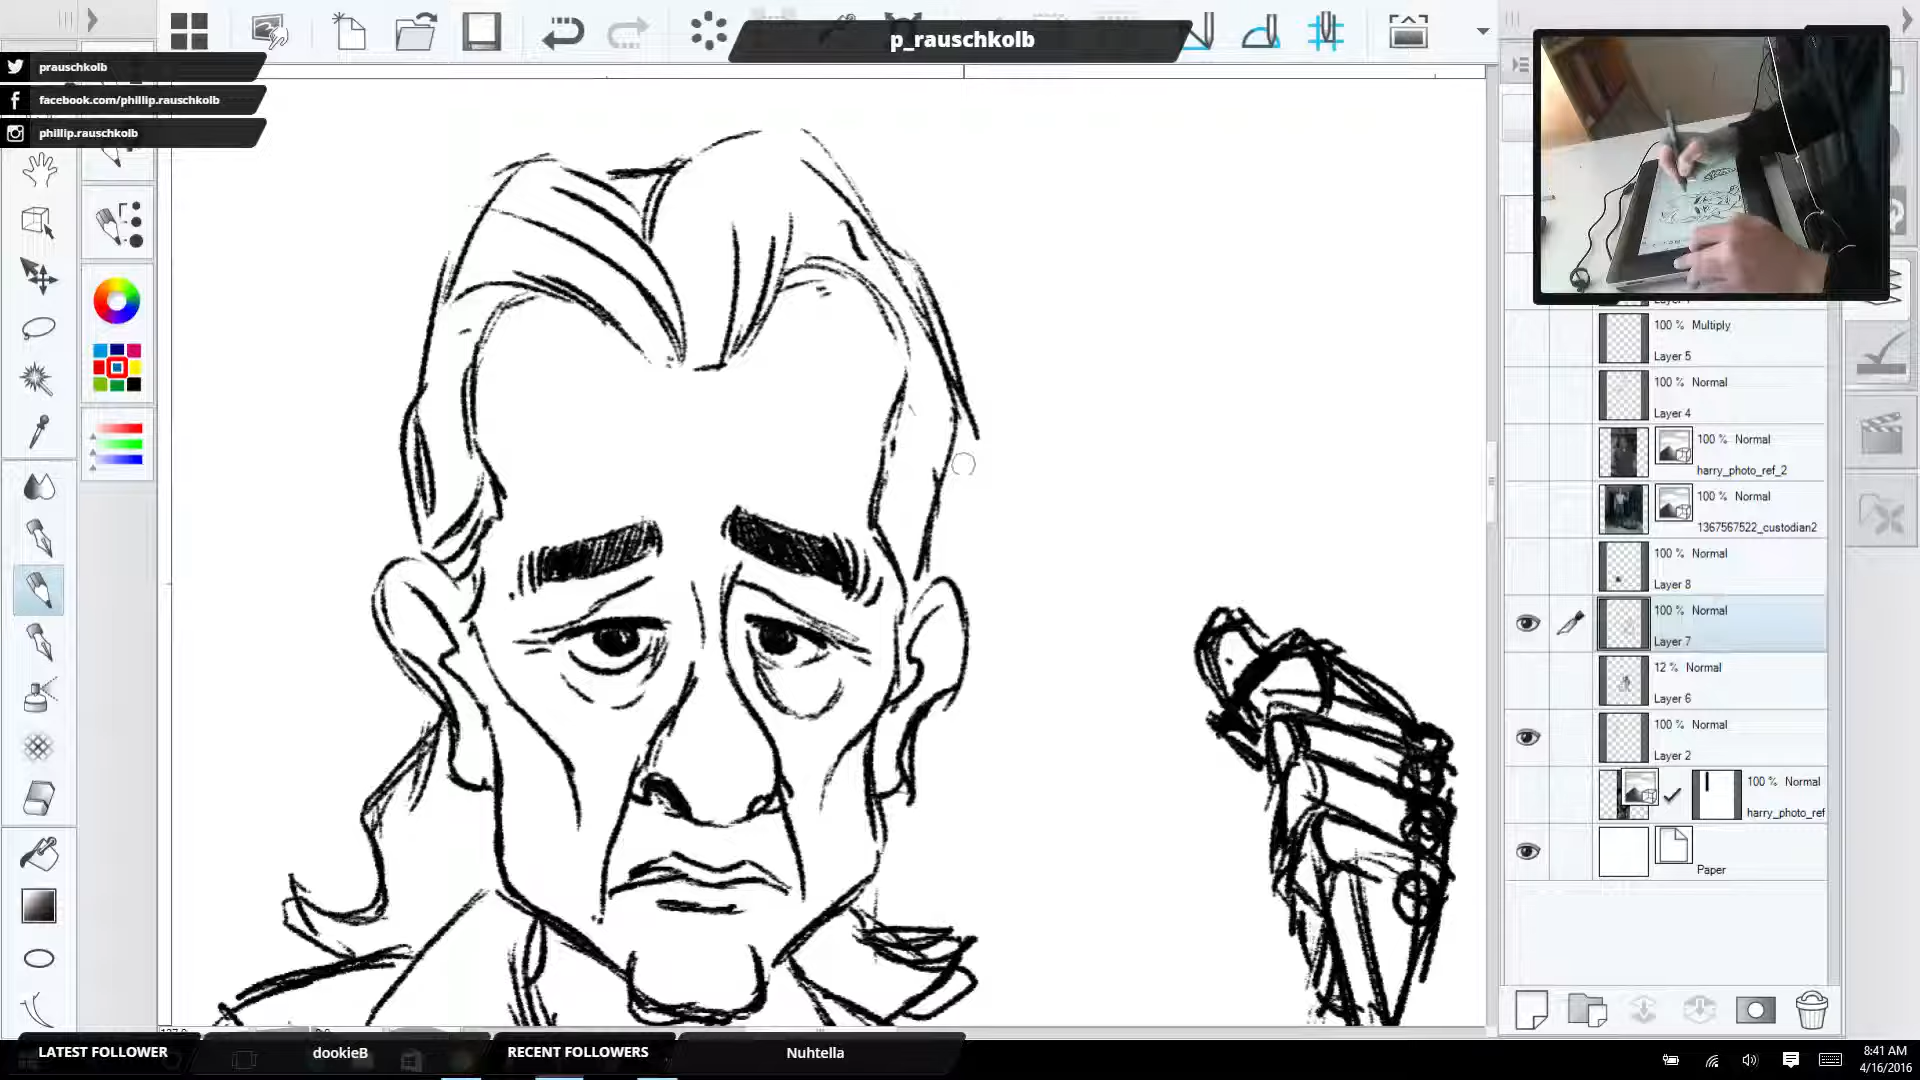 p_rauschkolb
prauschkolb
facebook.com/phillip.rauschkolb
phillip.rauschkolb
100 % Multiply
Layer 5
100 % Normal
Layer 4
100 % Normal
harry_photo_ref_2
100 % Normal
1367567522_custodian2
100 % Normal
Layer 8
100 % Normal
Layer 7
12 % Normal
Layer 6
100 % Normal
Layer 2
100 % Normal
harry_photo_ref
Paper
LATEST FOLLOWER
dookieB
RECENT FOLLOWERS
Nuhtella
8:41 AM
4/16/2016